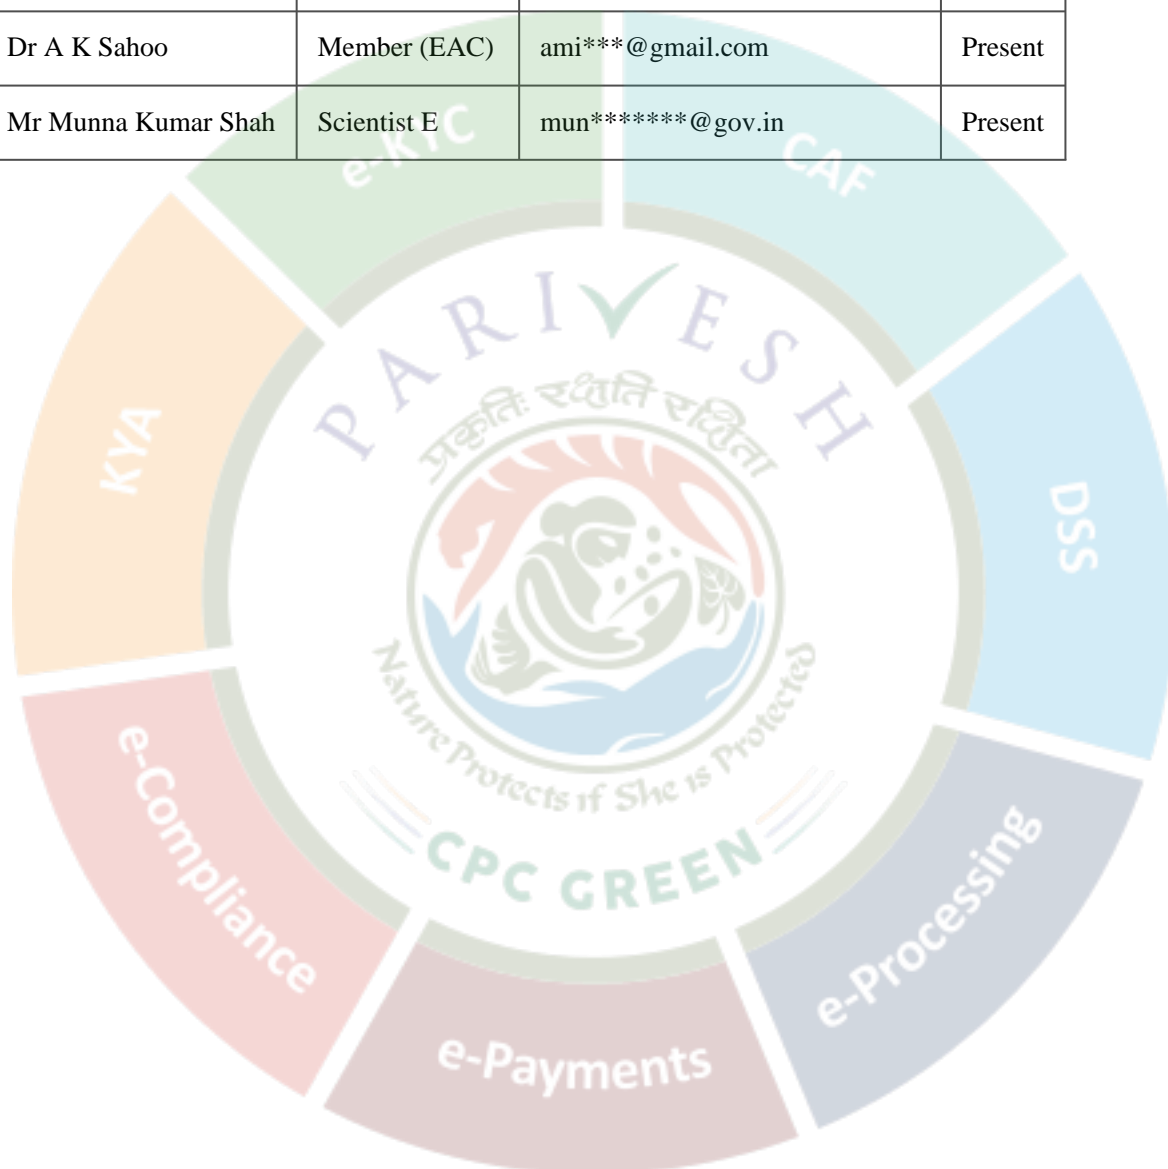 Dr A K Sahoo Member (EAC) ami***@gmail.com Present
Mr Munna Kumar Shah Scientist E mun*******@gov.in Present
e-KYC
CAF
KYA
PARIVESH
DSS
प्रकृतिः रक्षति रक्षिता
Nature Protects if She is Protected
e-Compliance
CPC GREEN
e-Processing
e-Payments